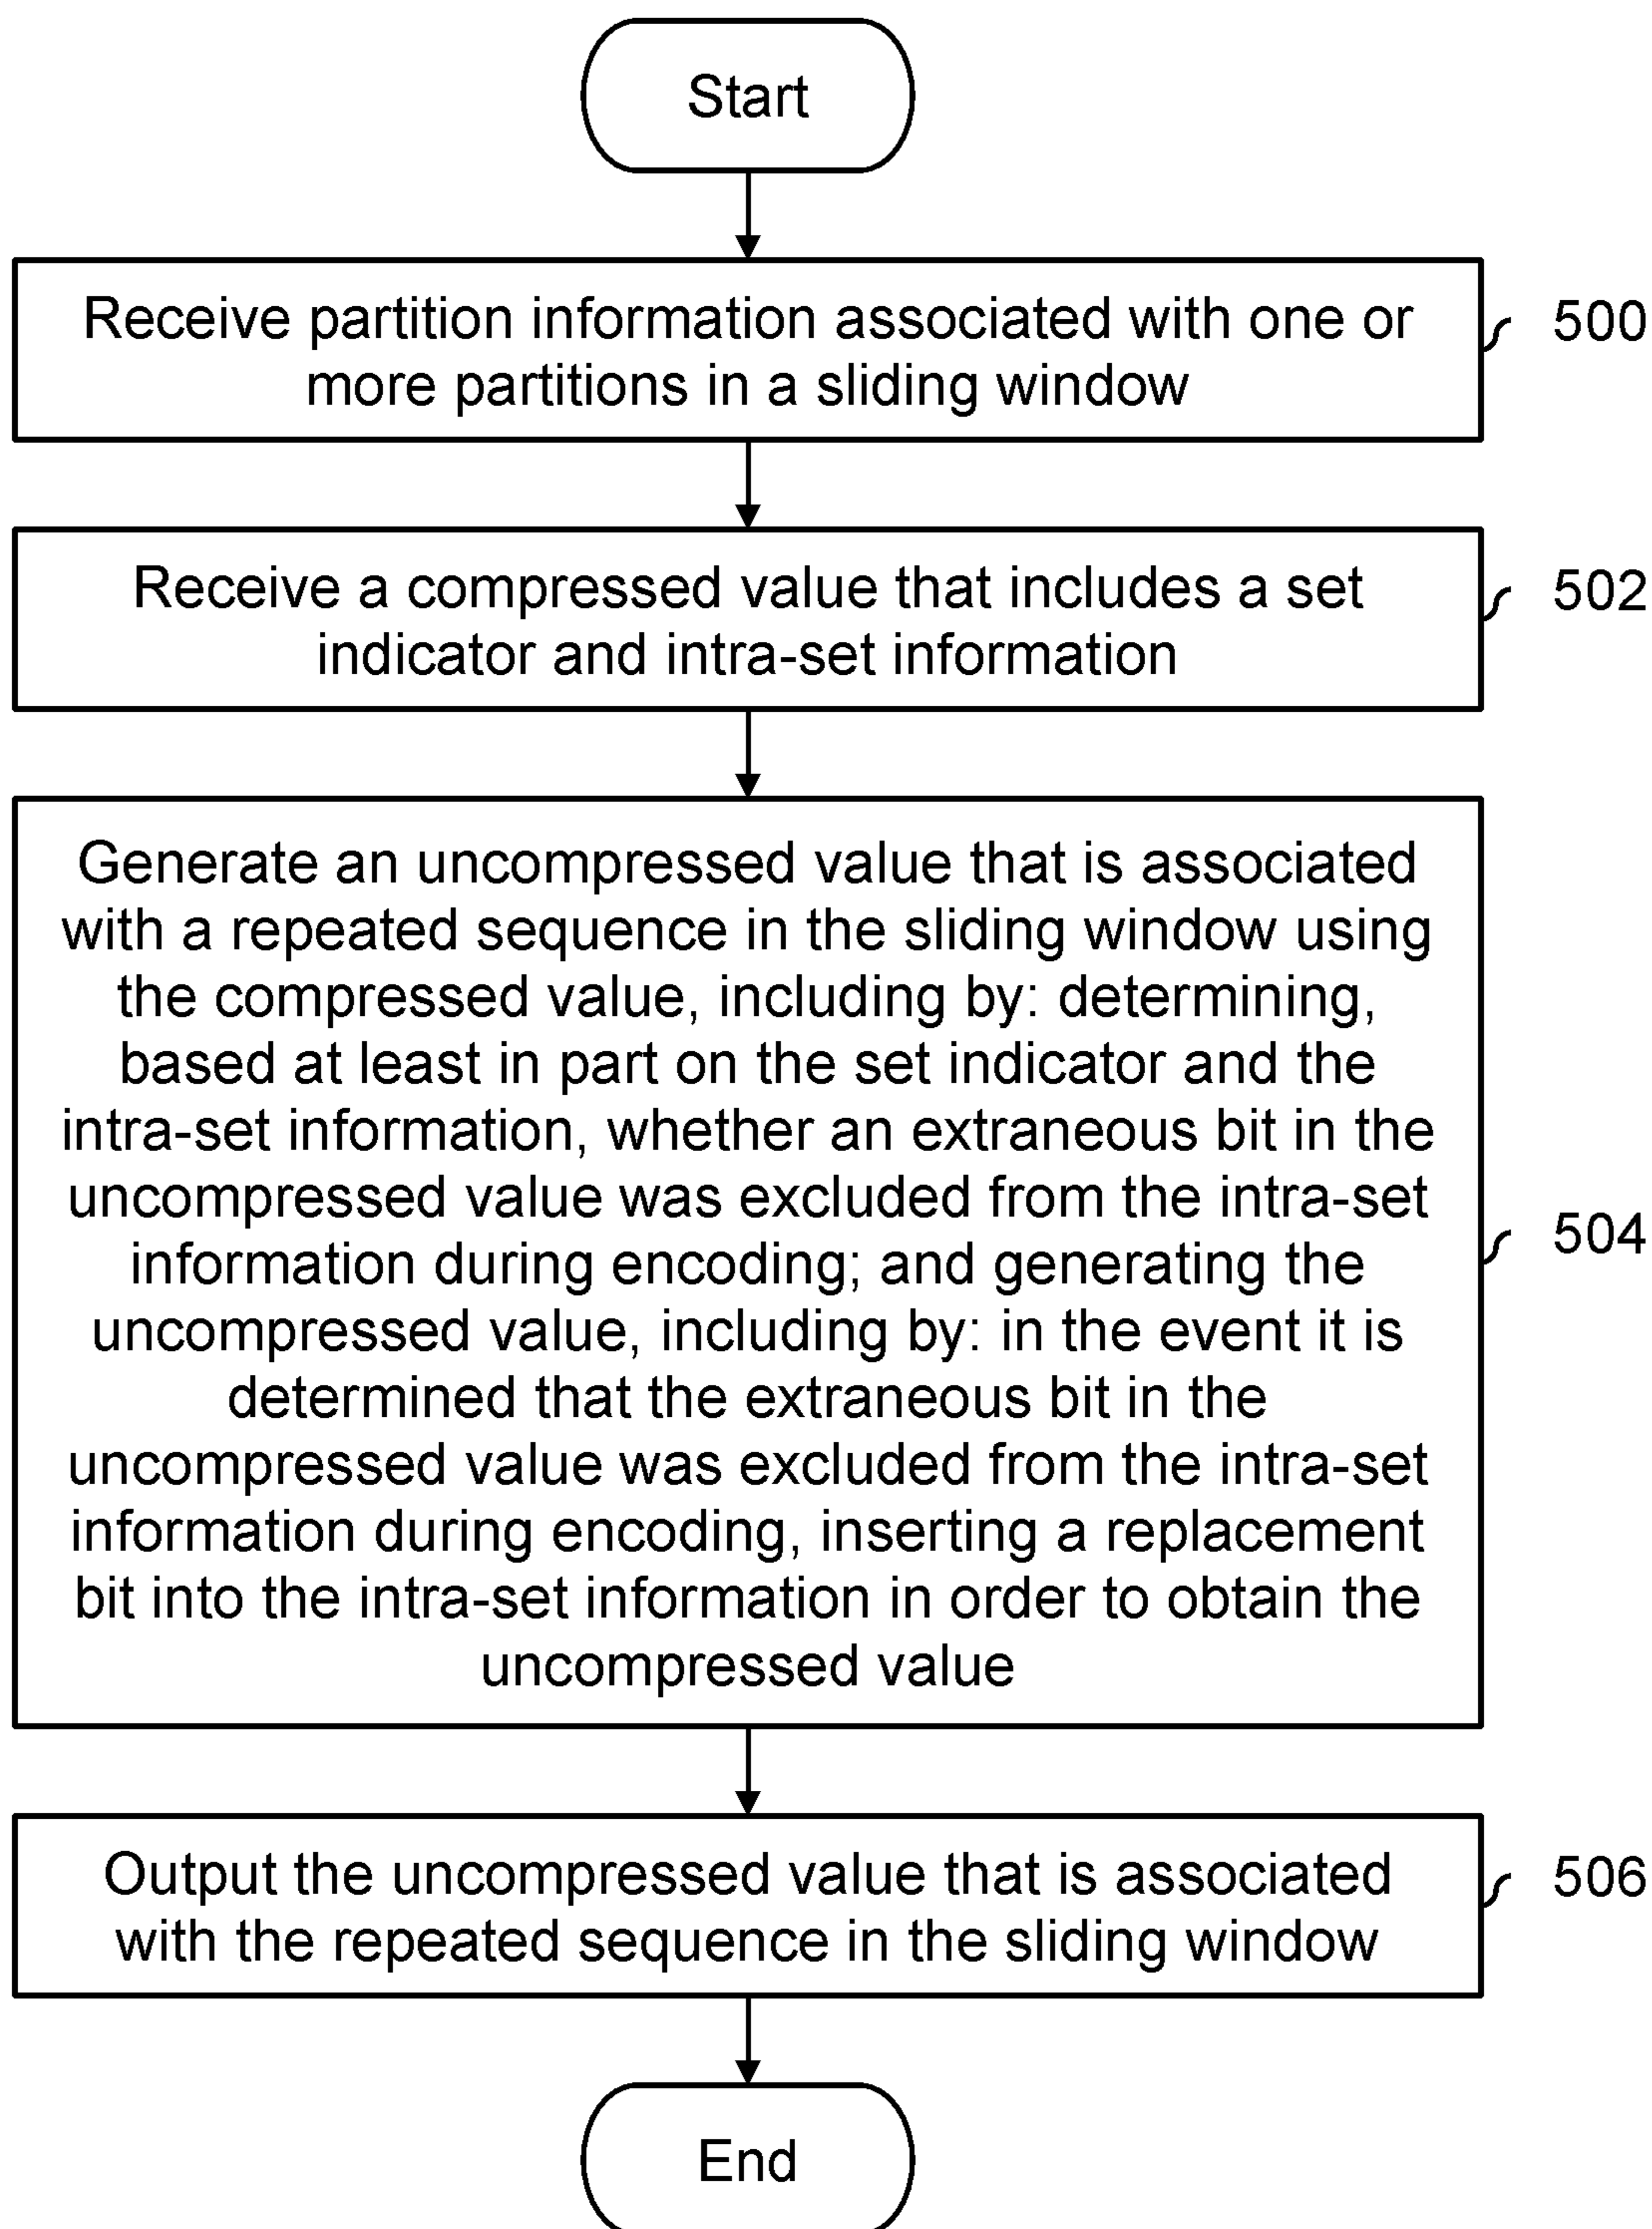 Start
Receive partition information associated with one or
more partitions in a sliding window
500
Receive a compressed value that includes a set
indicator and intra-set information
502
Generate an uncompressed value that is associated
with a repeated sequence in the sliding window using
the compressed value, including by: determining,
based at least in part on the set indicator and the
intra-set information, whether an extraneous bit in the
uncompressed value was excluded from the intra-set
information during encoding; and generating the
uncompressed value, including by: in the event it is
determined that the extraneous bit in the
uncompressed value was excluded from the intra-set
information during encoding, inserting a replacement
bit into the intra-set information in order to obtain the
uncompressed value
504
Output the uncompressed value that is associated
with the repeated sequence in the sliding window
506
End